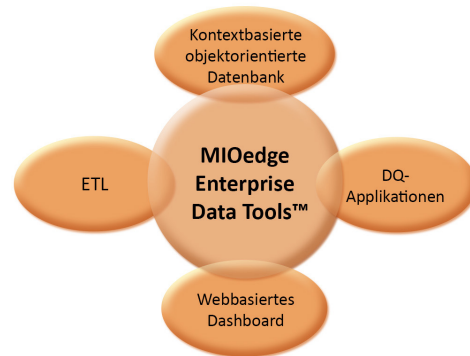 Kontextbasierte
objektorientierte
Datenbank
MIOedge
Enterprise
Data Tools™
ETL
DQ-
Applikationen
Webbasiertes
Dashboard